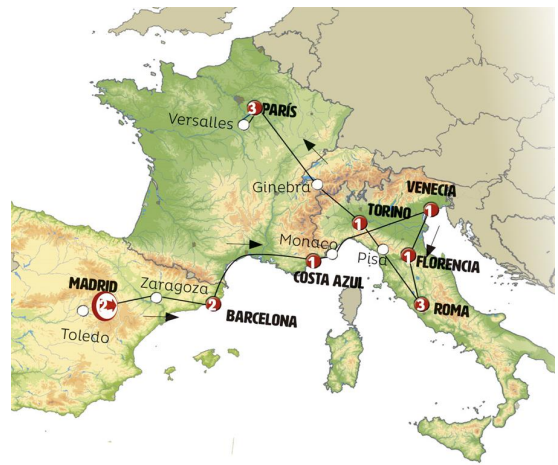 3 PARÍS
Versalles
Ginebra
VENECIA
1
1 TORINO
Monaco
Pisa
1 FLORENCIA
1
COSTA AZUL
Zaragoza
MADRID
2
Toledo
2
BARCELONA
3 ROMA